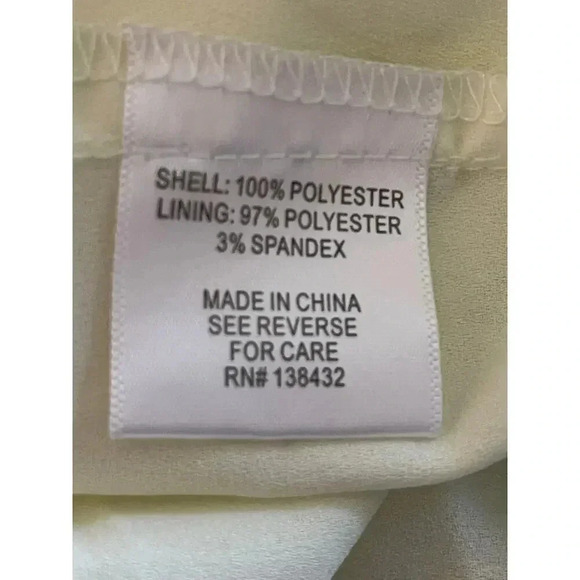 SHELL: 100% POLYESTER
LINING: 97% POLYESTER
3% SPANDEX
MADE IN CHINA
SEE REVERSE
FOR CARE
RN# 138432